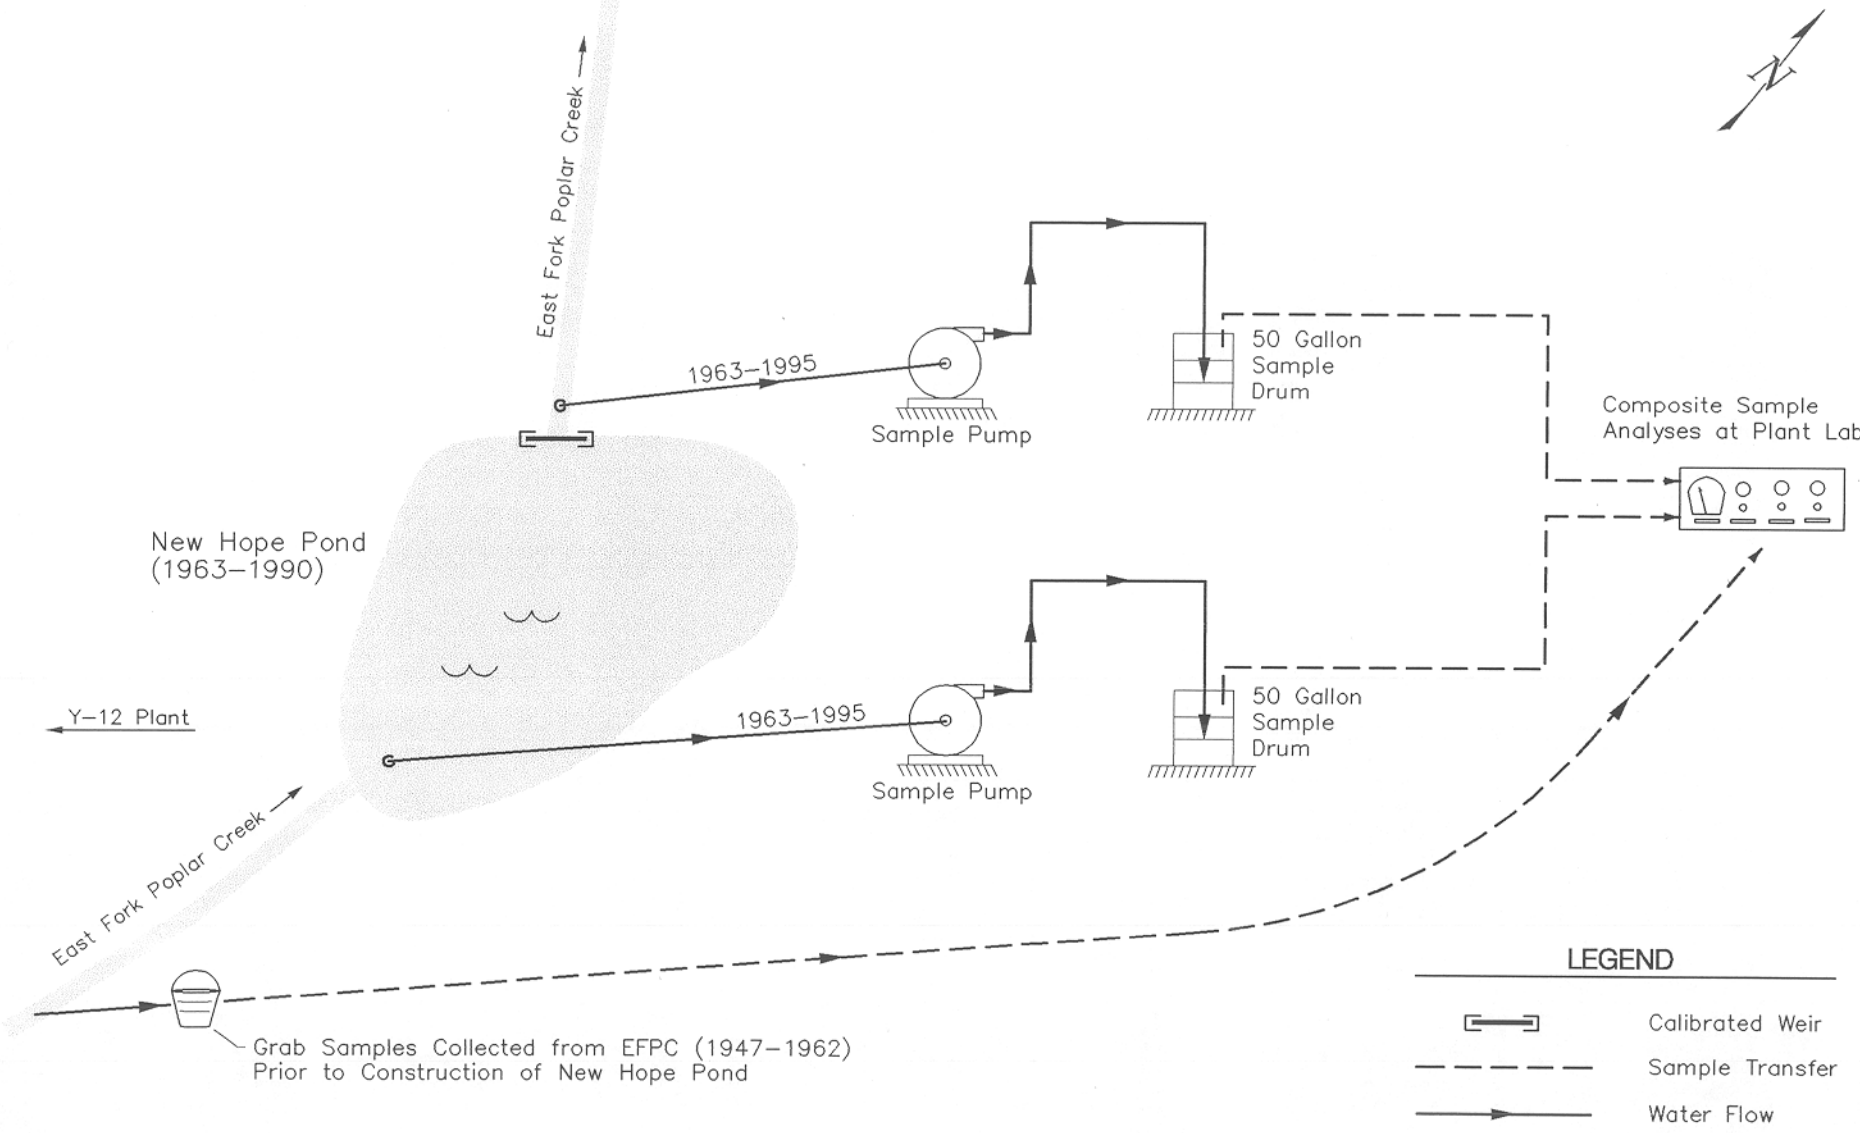 N
East Fork Poplar Creek
1963-1995
Sample Pump
50 Gallon
Sample
Drum
Composite Sample
Analyses at Plant Lab
New Hope Pond
(1963-1990)
Y-12 Plant
1963-1995
Sample Pump
50 Gallon
Sample
Drum
East Fork Poplar Creek
Grab Samples Collected from EFPC (1947-1962)
Prior to Construction of New Hope Pond
LEGEND
Calibrated Weir
Sample Transfer
Water Flow